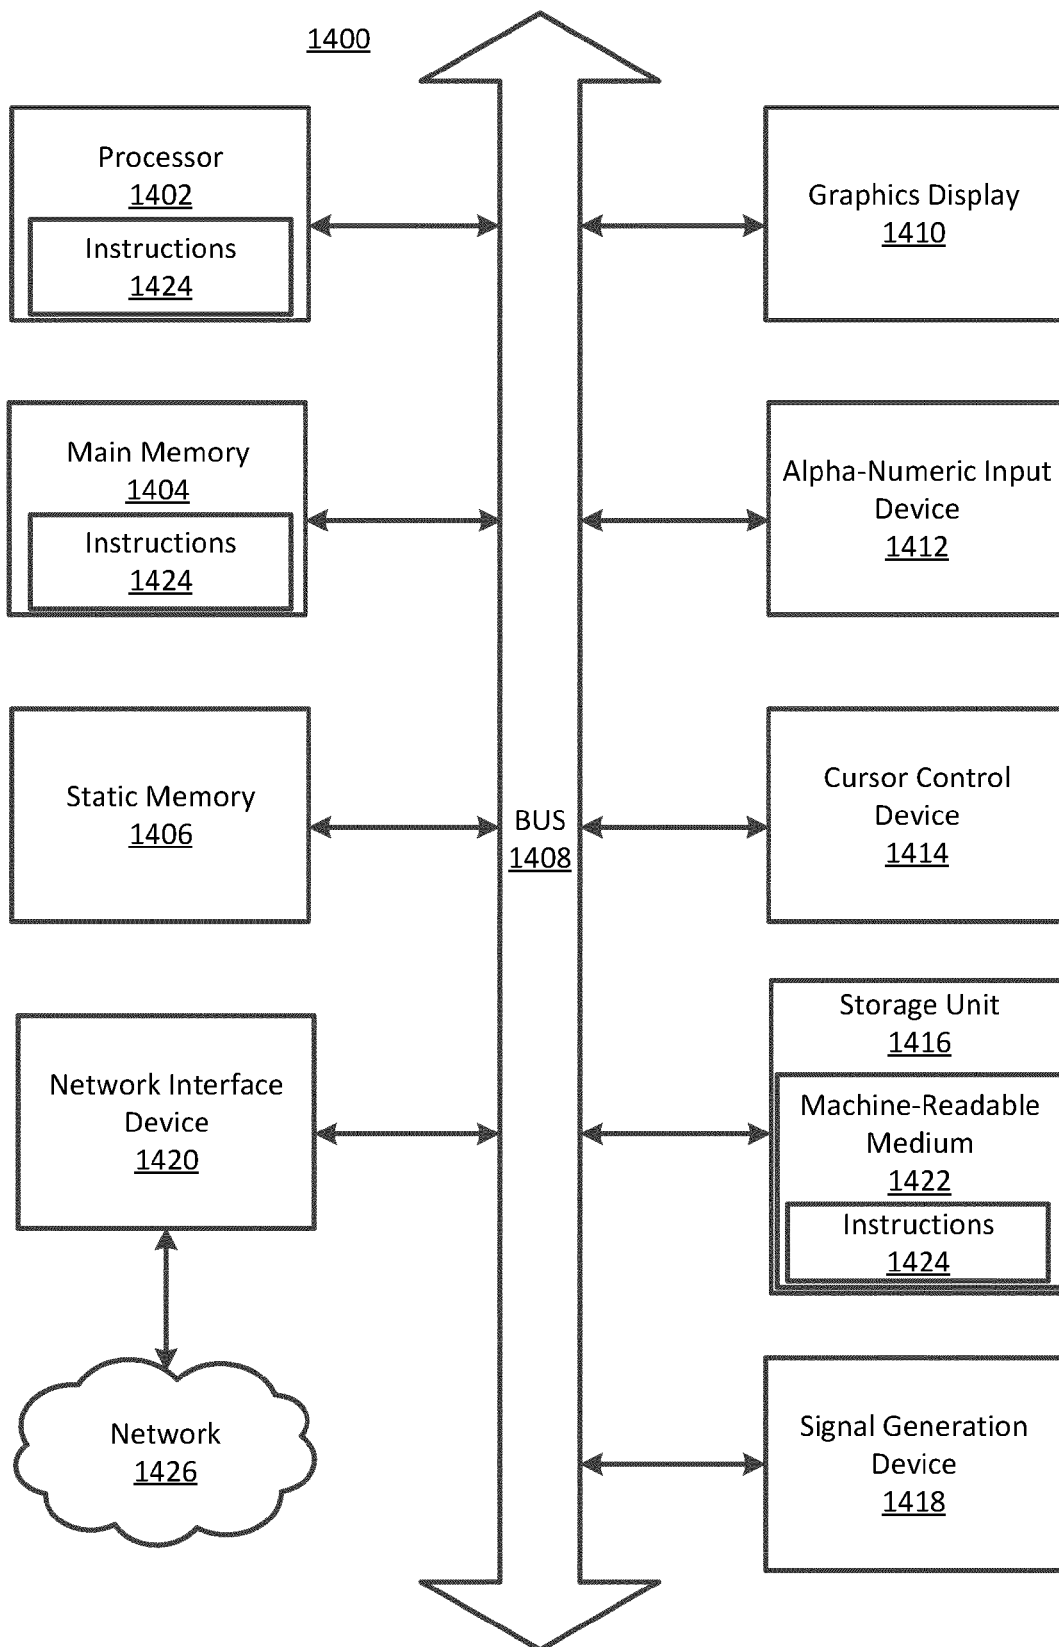 1400
Processor
1402
Instructions
1424
Main Memory
1404
Instructions
1424
Static Memory
1406
Network Interface
Device
1420
Network
1426
BUS
1408
Graphics Display
1410
Alpha-Numeric Input
Device
1412
Cursor Control
Device
1414
Storage Unit
1416
Machine-Readable
Medium
1422
Instructions
1424
Signal Generation
Device
1418